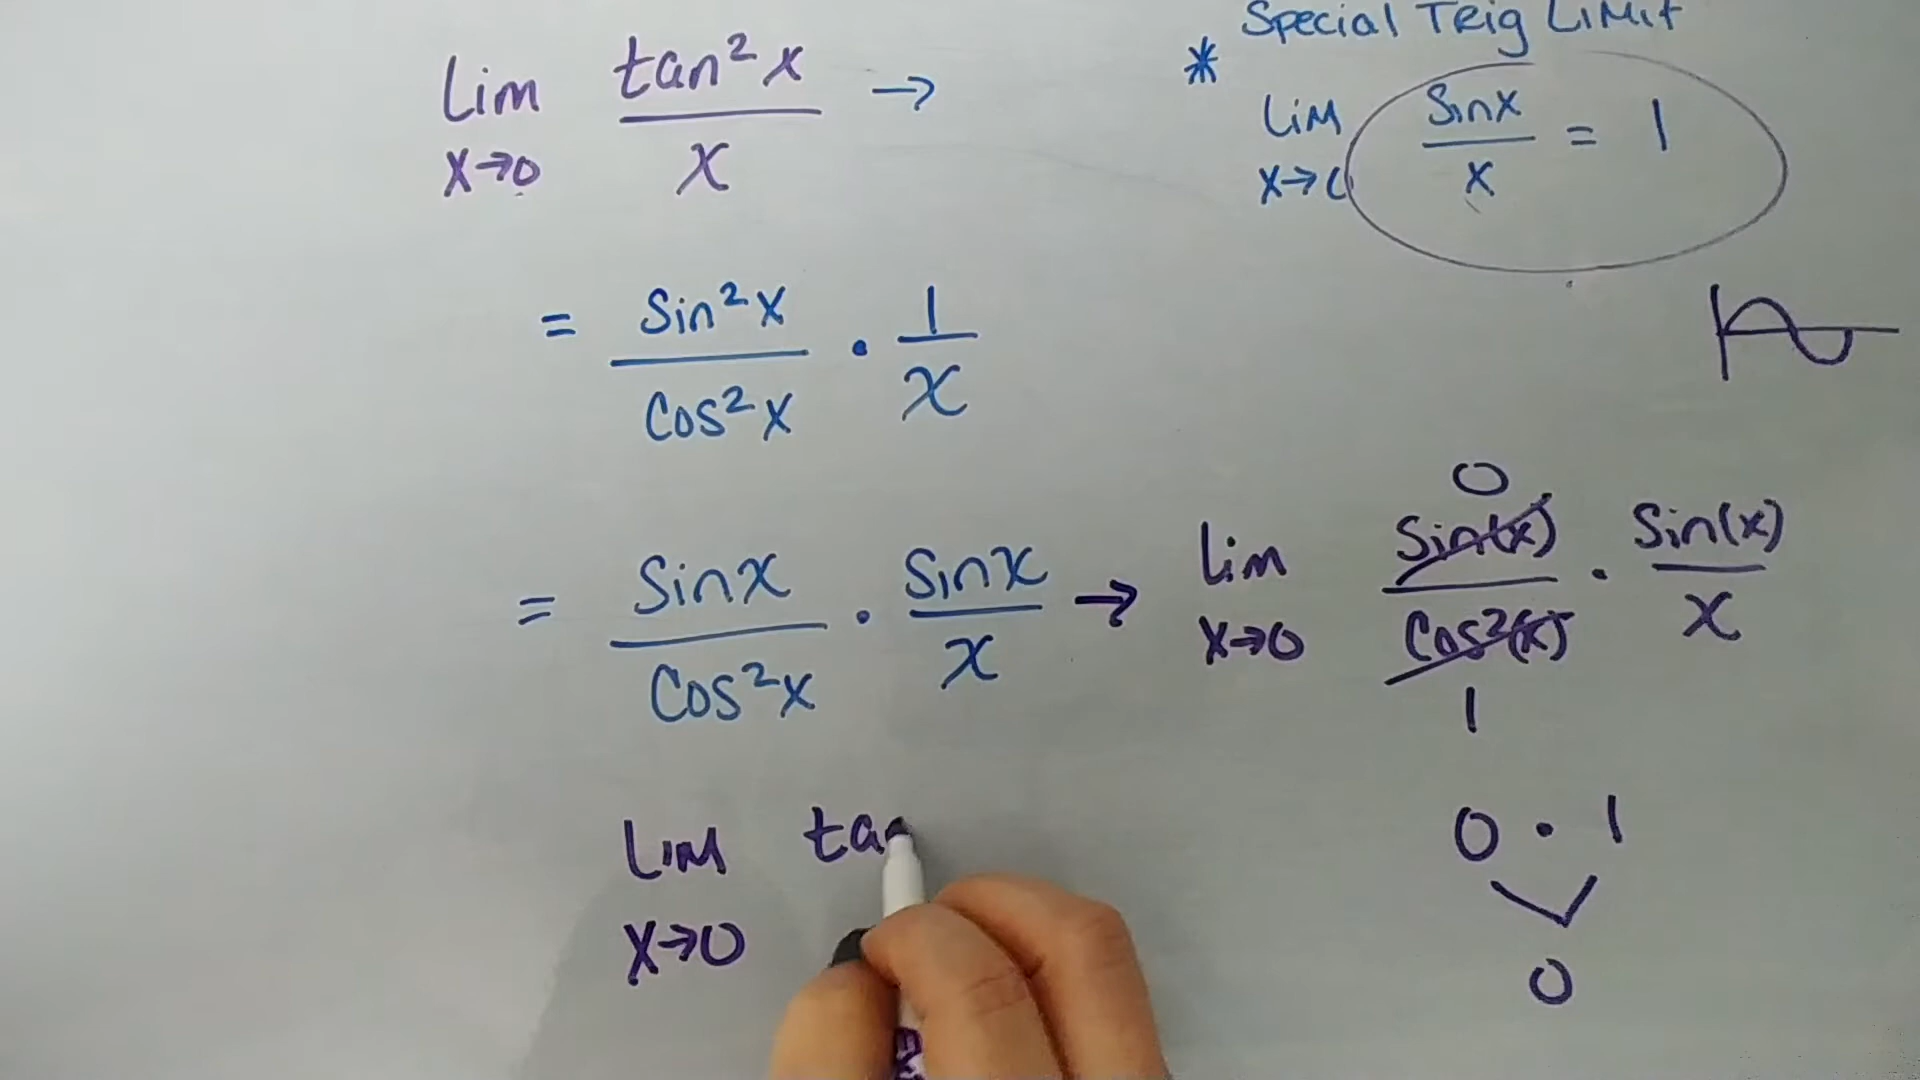 Special Trig Limit
Lim x→0 tan²x / x →
* Lim x→0 sinx / x = 1
= Sin²x / Cos²x · 1 / x
= Sinx / Cos²x · Sinx / x →
0
Lim x→0 Sin(x) / Cos²(x) · Sin(x) / x
1
0 · 1
0
Lim x→0 tan